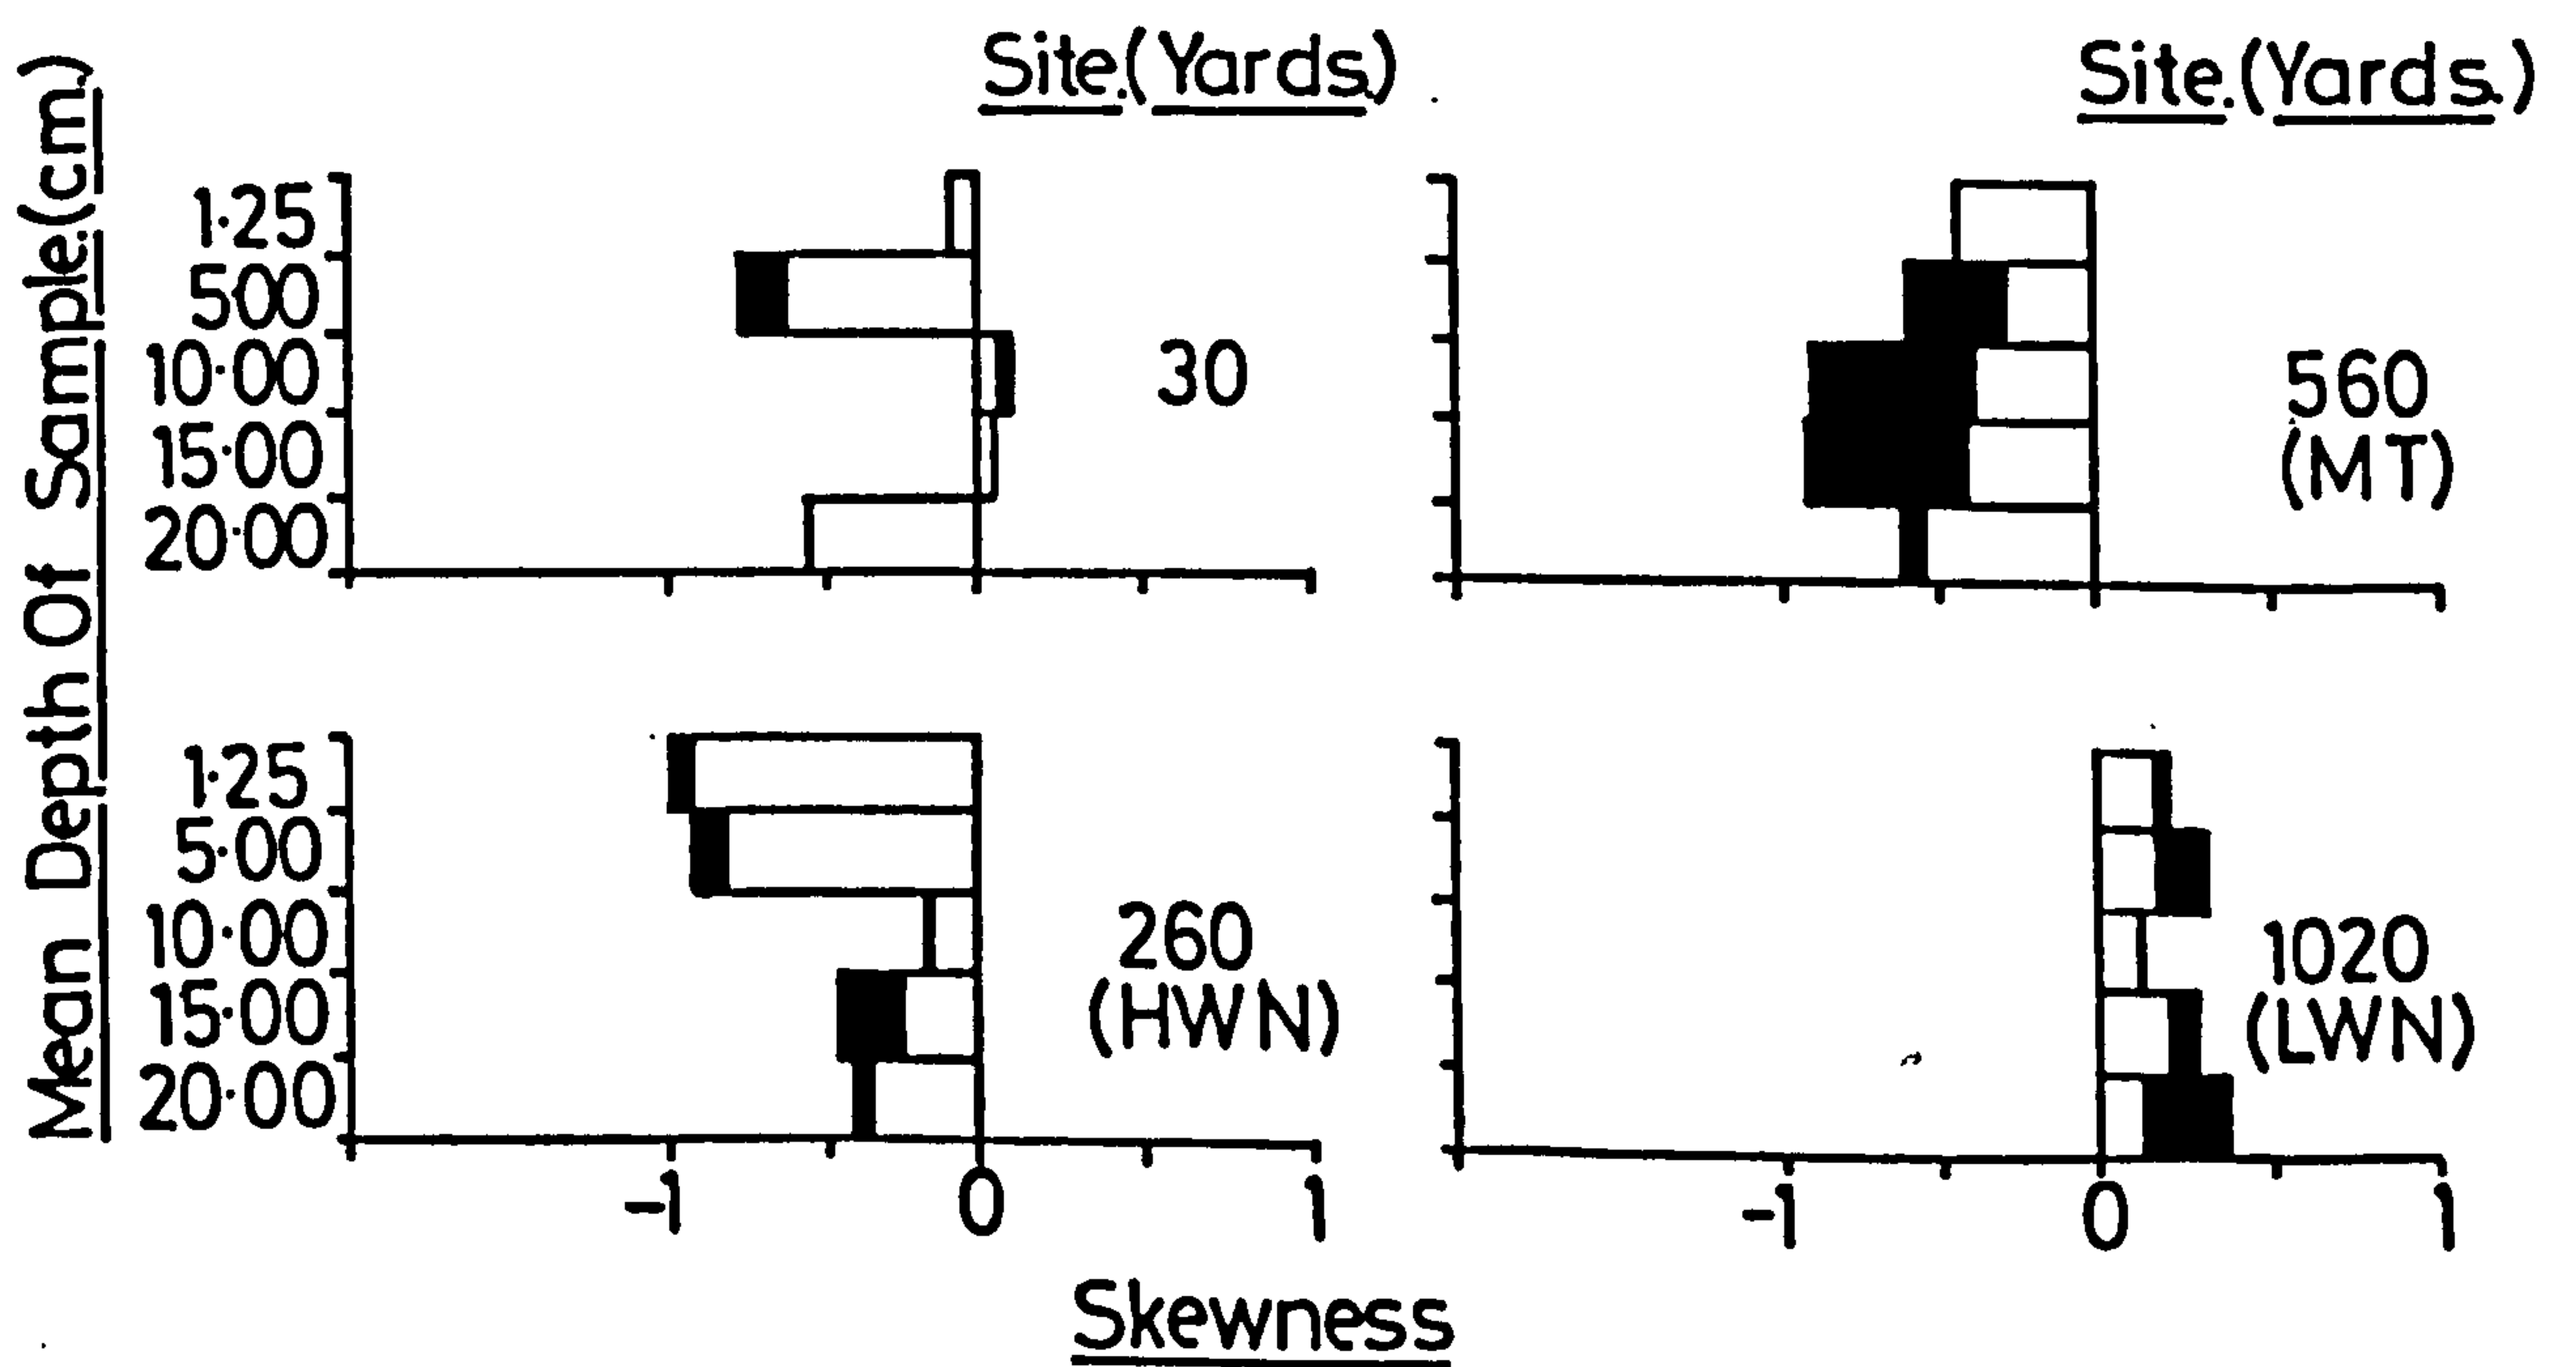 Site.(Yards.)
Site.(Yards.)
Mean Depth Of Sample.(cm.)
1·25
5·00
10·00
15·00
20·00
30
560
(MT)
1·25
5·00
10·00
15·00
20·00
260
(HWN)
1020
(LWN)
-1 0 1
-1 0 1
Skewness